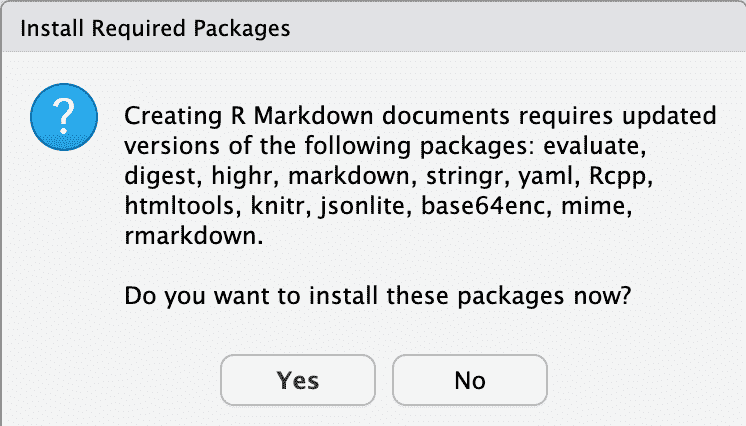 Install Required Packages
?
Creating R Markdown documents requires updated
versions of the following packages: evaluate,
digest, highr, markdown, stringr, yaml, Rcpp,
htmltools, knitr, jsonlite, base64enc, mime,
rmarkdown.
Do you want to install these packages now?
Yes
No